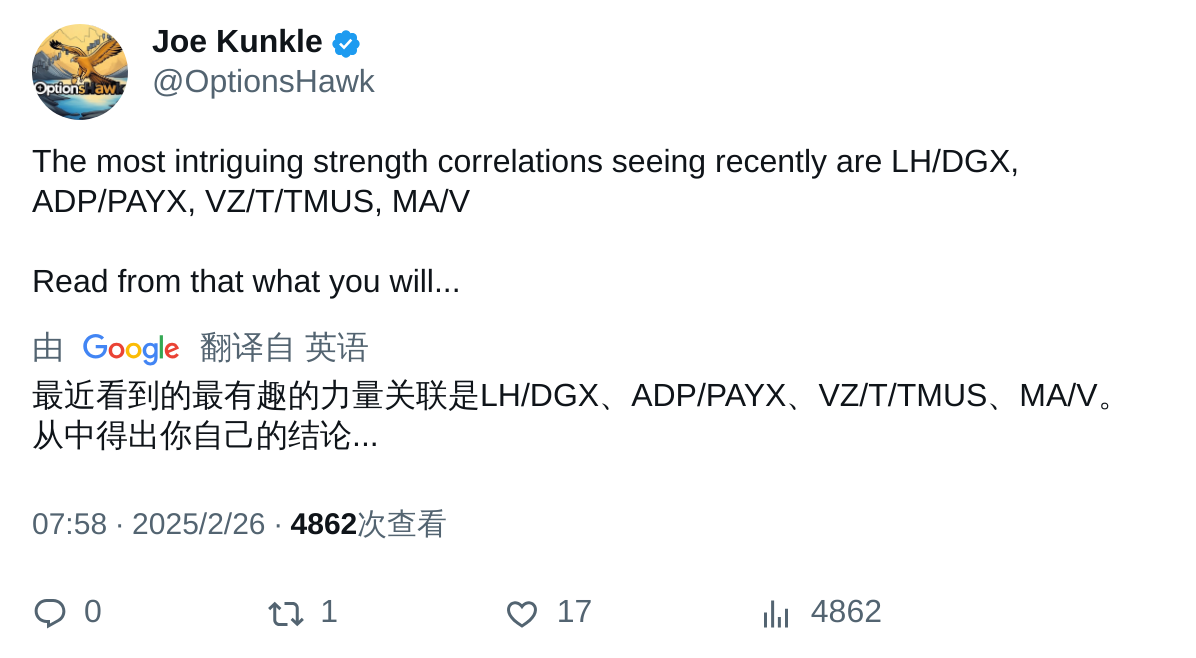 Joe Kunkle
@OptionsHawk
OptionsHawk
The most intriguing strength correlations seeing recently are LH/DGX,
ADP/PAYX, VZ/T/TMUS, MA/V
Read from that what you will...
由 Google 翻译自 英语
最近看到的最有趣的力量关联是LH/DGX、ADP/PAYX、VZ/T/TMUS、MA/V。
从中得出你自己的结论...
07:58 · 2025/2/26 · 4862次查看
0 1 17 4862